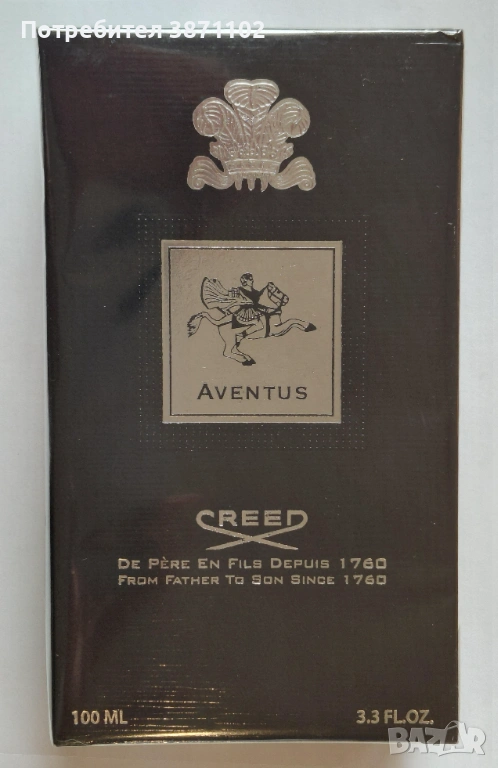 Потребител 3871102
AVENTUS
CREED
DE PÈRE EN FILS DEPUIS 1760
FROM FATHER TO SON SINCE 1760
100 ML 3.3 FL.OZ.
BAZAR